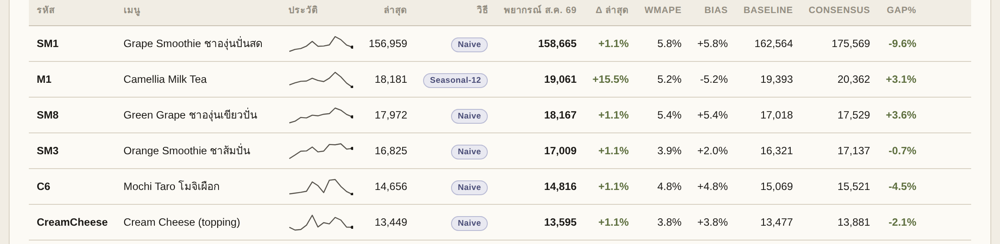 รหัส เมนู ประวัติ ล่าสุด วิธี พยากรณ์ ส.ค. 69 Δ ล่าสุด WMAPE BIAS BASELINE CONSENSUS GAP%
SM1 Grape Smoothie ชาองุ่นปั่นสด 156,959 Naive 158,665 +1.1% 5.8% +5.8% 162,564 175,569 -9.6%
M1 Camellia Milk Tea 18,181 Seasonal-12 19,061 +15.5% 5.2% -5.2% 19,393 20,362 +3.1%
SM8 Green Grape ชาองุ่นเขียวปั่น 17,972 Naive 18,167 +1.1% 5.4% +5.4% 17,018 17,529 +3.6%
SM3 Orange Smoothie ชาส้มปั่น 16,825 Naive 17,009 +1.1% 3.9% +2.0% 16,321 17,137 -0.7%
C6 Mochi Taro โมจิเผือก 14,656 Naive 14,816 +1.1% 4.8% +4.8% 15,069 15,521 -4.5%
CreamCheese Cream Cheese (topping) 13,449 Naive 13,595 +1.1% 3.8% +3.8% 13,477 13,881 -2.1%